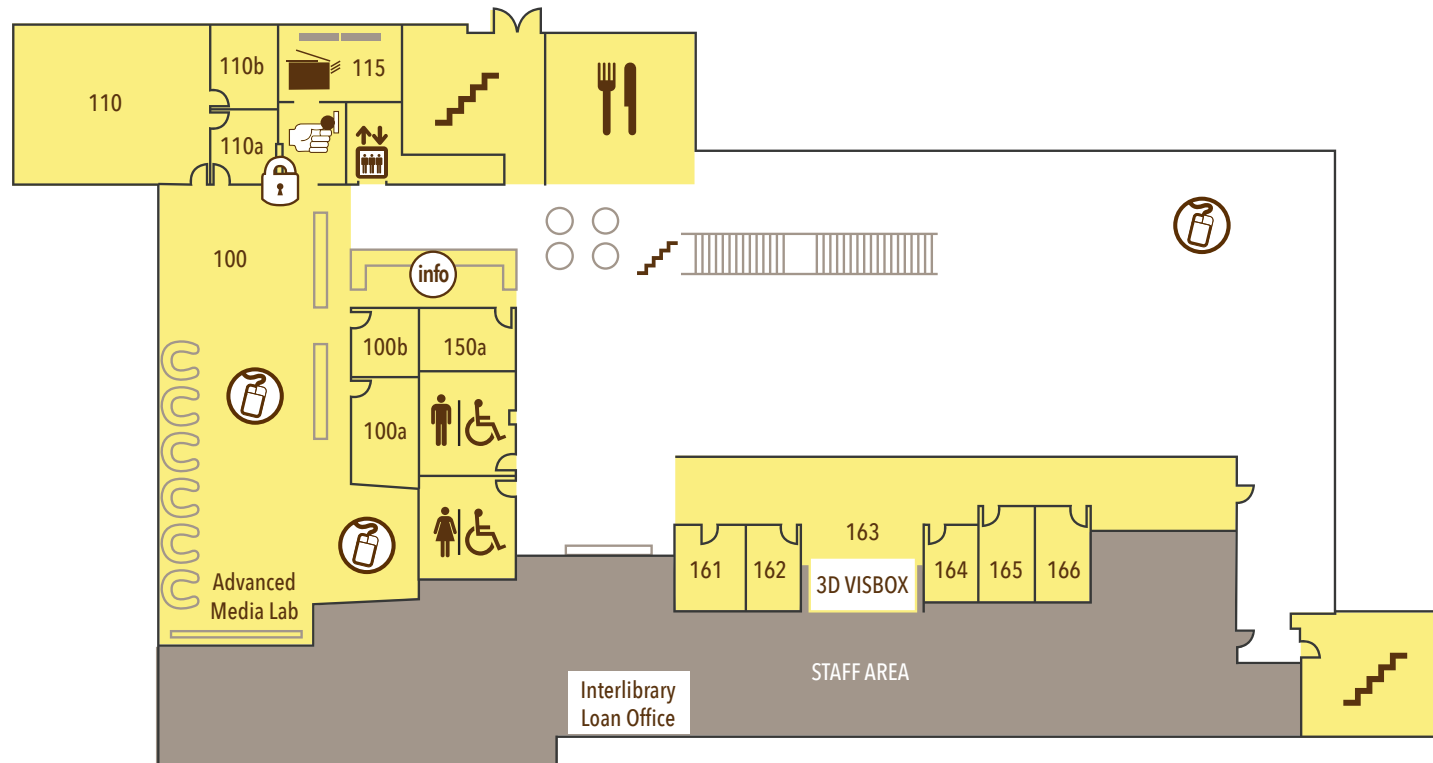 110
110b
115
110a
100
info
100b
150a
100a
163
161
162
3D VISBOX
164
165
166
Advanced
Media Lab
STAFF AREA
Interlibrary
Loan Office